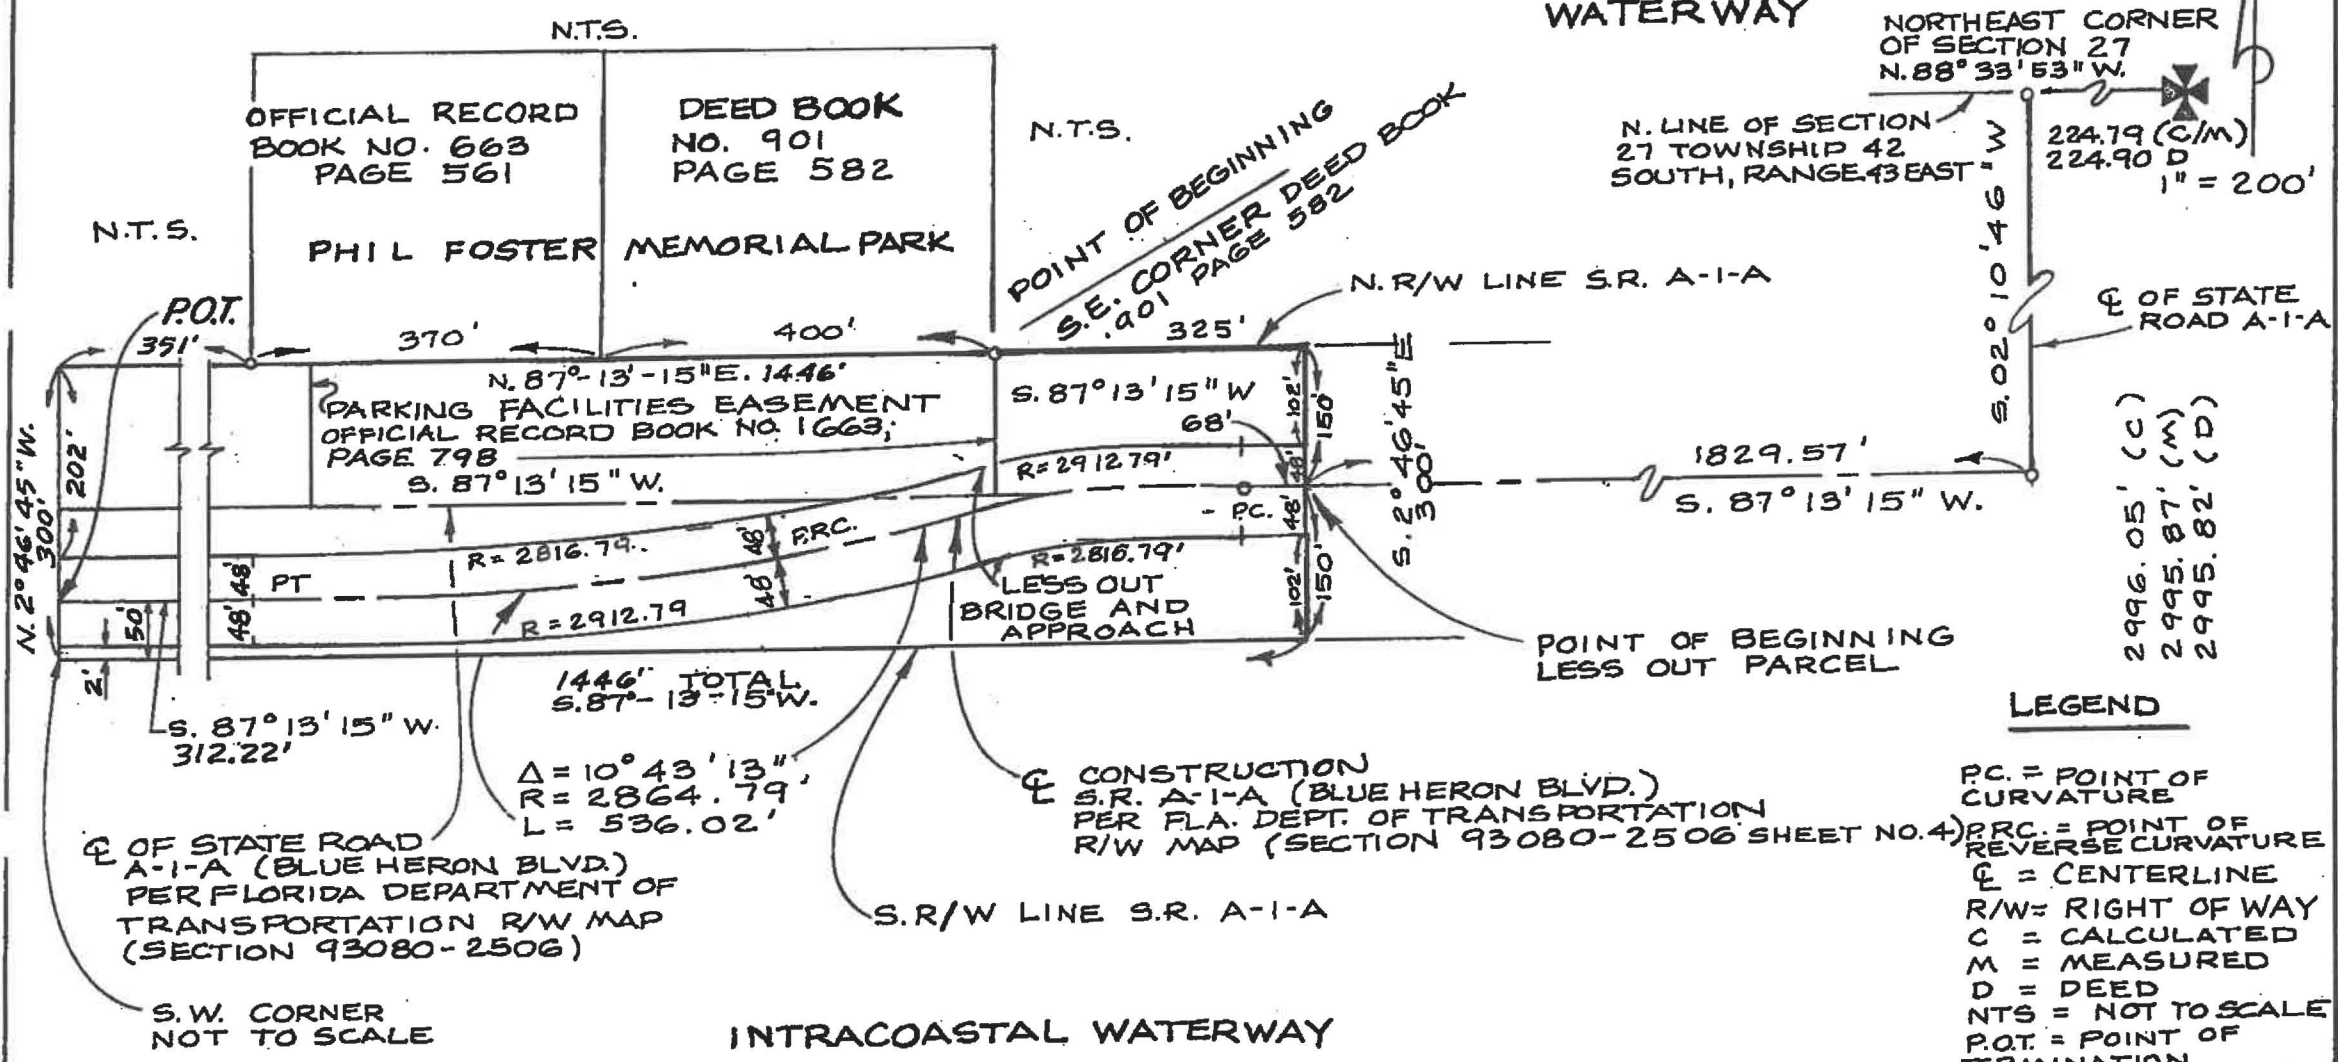 WATERWAY
NORTHEAST CORNER
OF SECTION 27
N.88°33'53"W.
224.79 (C/M)
224.90 D
1" = 200'
N. LINE OF SECTION
27 TOWNSHIP 42
SOUTH, RANGE 43 EAST
S. 02° 10' 46" W
℄ OF STATE
ROAD A-1-A
2996.05' (C)
2995.87' (M)
2995.82' (D)
N.T.S.
OFFICIAL RECORD
BOOK NO. 663
PAGE 561
DEED BOOK
NO. 901
PAGE 582
N.T.S.
N.T.S.
PHIL FOSTER MEMORIAL PARK
POINT OF BEGINNING
S.E. CORNER DEED BOOK
901 PAGE 582
N. R/W LINE S.R. A-1-A
P.O.T.
351'
370'
400'
325'
N. 87°-13'-15"E. 1446'
PARKING FACILITIES EASEMENT
OFFICIAL RECORD BOOK NO. 1663,
PAGE 798
S. 87°13'15" W.
S. 87°13'15" W
68'
102'
150'
48'
48'
102'
150'
S. 2°46'45"E
300'
1829.57'
S. 87°13'15" W.
N. 2°46'45"W.
300'
202'
R=2912.79'
P.C.
R = 2816.79.
48'
P.R.C.
48'
R=2816.79'
48'
48'
PT
R = 2912.79
LESS OUT
BRIDGE AND
APPROACH
50'
2'
POINT OF BEGINNING
LESS OUT PARCEL
1446" TOTAL
S.87°-13'-15"W.
S. 87°13'15" W.
312.22'
Δ = 10°43'13"
R = 2864.79'
L = 536.02'
℄ CONSTRUCTION
S.R. A-1-A (BLUE HERON BLVD.)
PER FLA. DEPT. OF TRANSPORTATION
R/W MAP (SECTION 93080-2506 SHEET NO. 4)
℄ OF STATE ROAD
A-1-A (BLUE HERON BLVD.)
PER FLORIDA DEPARTMENT OF
TRANSPORTATION R/W MAP
(SECTION 93080-2506)
S. R/W LINE S.R. A-1-A
S.W. CORNER
NOT TO SCALE
INTRACOASTAL WATERWAY
LEGEND
P.C. = POINT OF
CURVATURE
P.R.C. = POINT OF
REVERSE CURVATURE
℄ = CENTERLINE
R/W= RIGHT OF WAY
C = CALCULATED
M = MEASURED
D = DEED
NTS = NOT TO SCALE
P.O.T. = POINT OF
TERMINATION